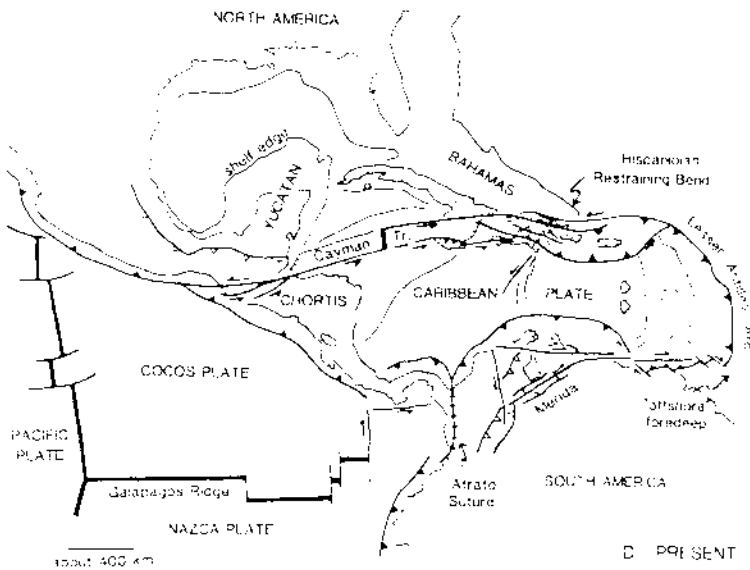 NORTH AMERICA
shelf edge
YUCATAN
BAHAMAS
Hispaniolan
Restraining Bend
Cayman Tr.
Lesser Antilles Arc
CHORTIS
CARIBBEAN PLATE
COCOS PLATE
Merida
offshore
foredeep
PACIFIC
PLATE
Galapagos Ridge
Atrato
Suture
SOUTH AMERICA
NAZCA PLATE
about 400 km
D PRESENT